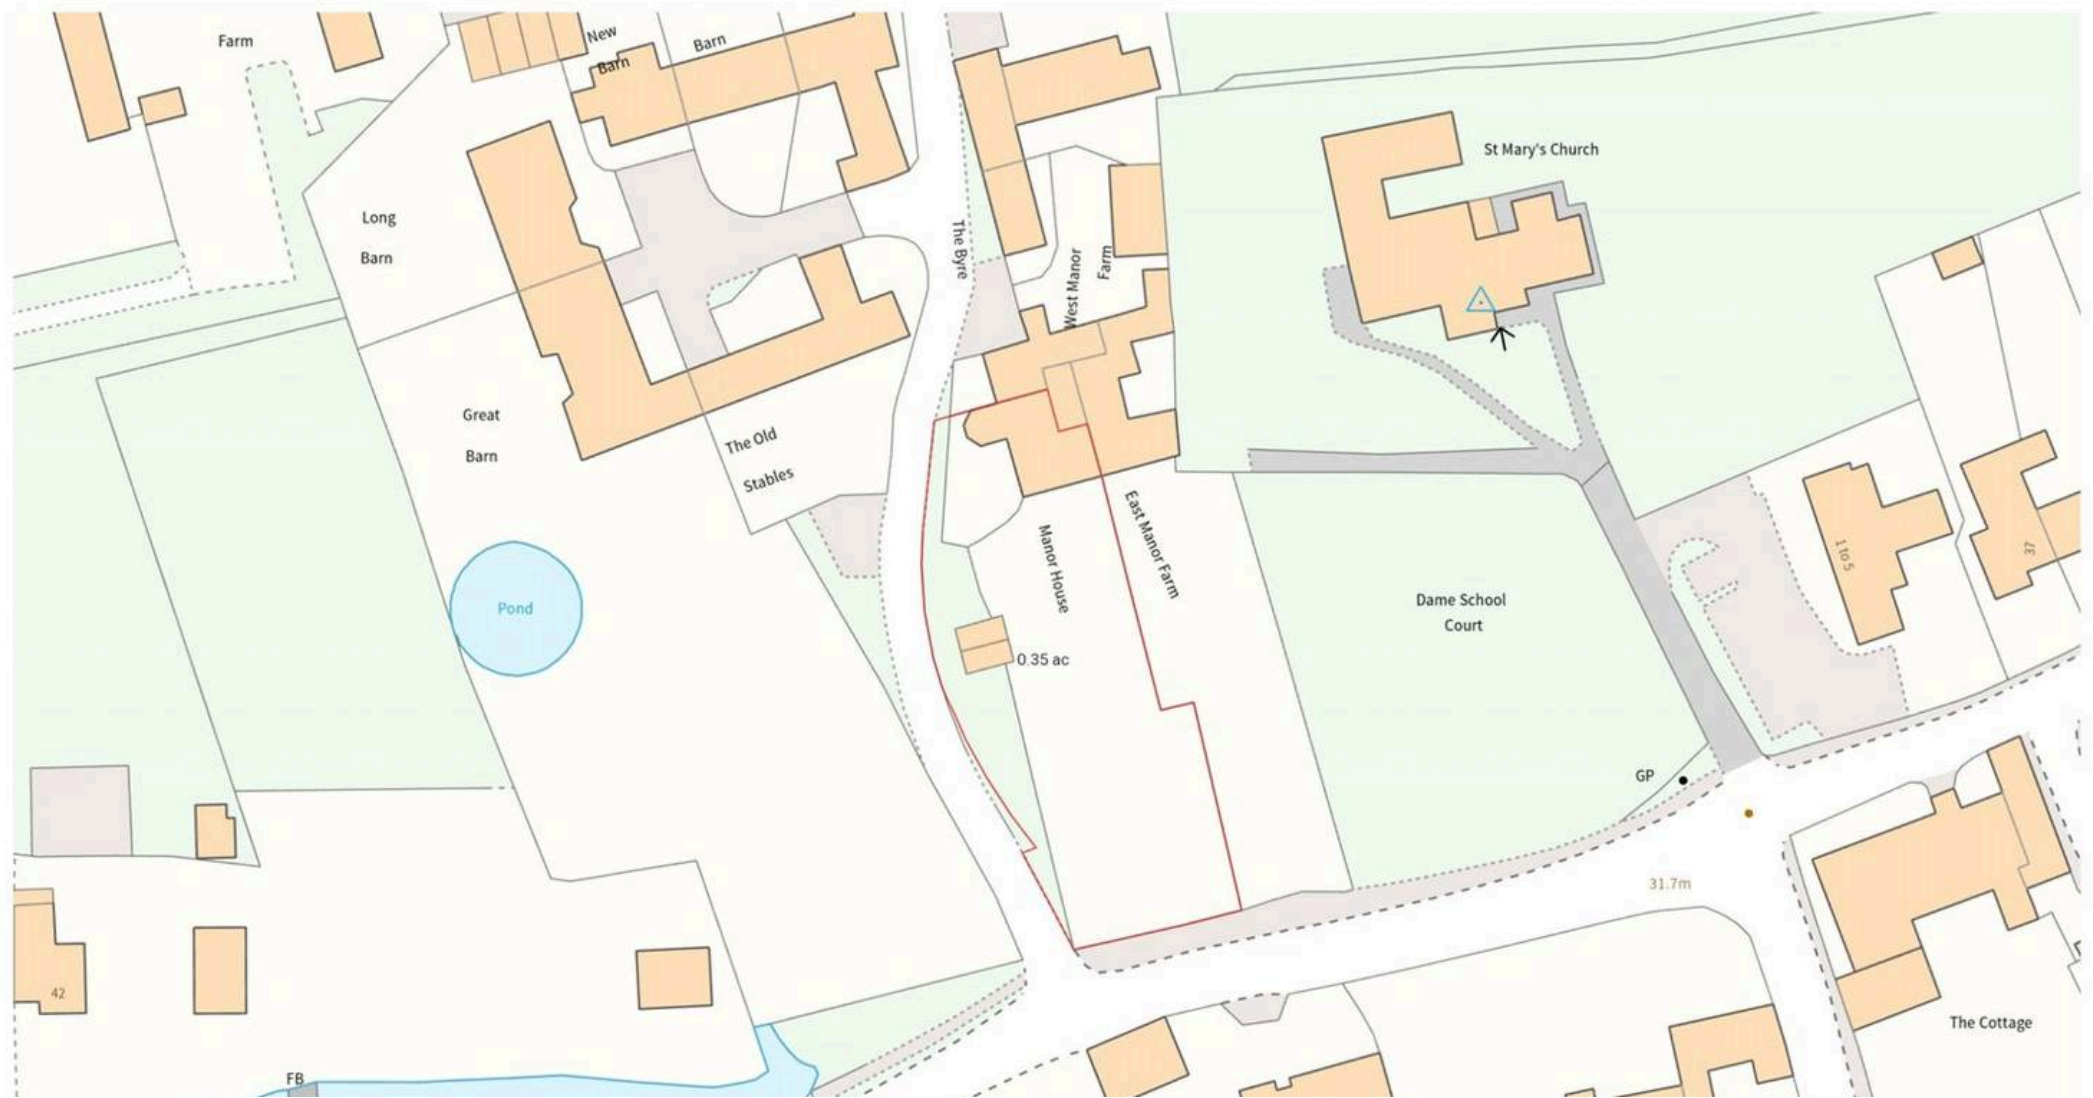 Farm
New
Barn
Barn
St Mary's Church
Long
Barn
The Byre
West Manor
Farm
Great
Barn
The Old
Stables
Manor House
East Manor Farm
1 to 5
37
Pond
Dame School
Court
0.35 ac
GP
31.7m
42
The Cottage
FB